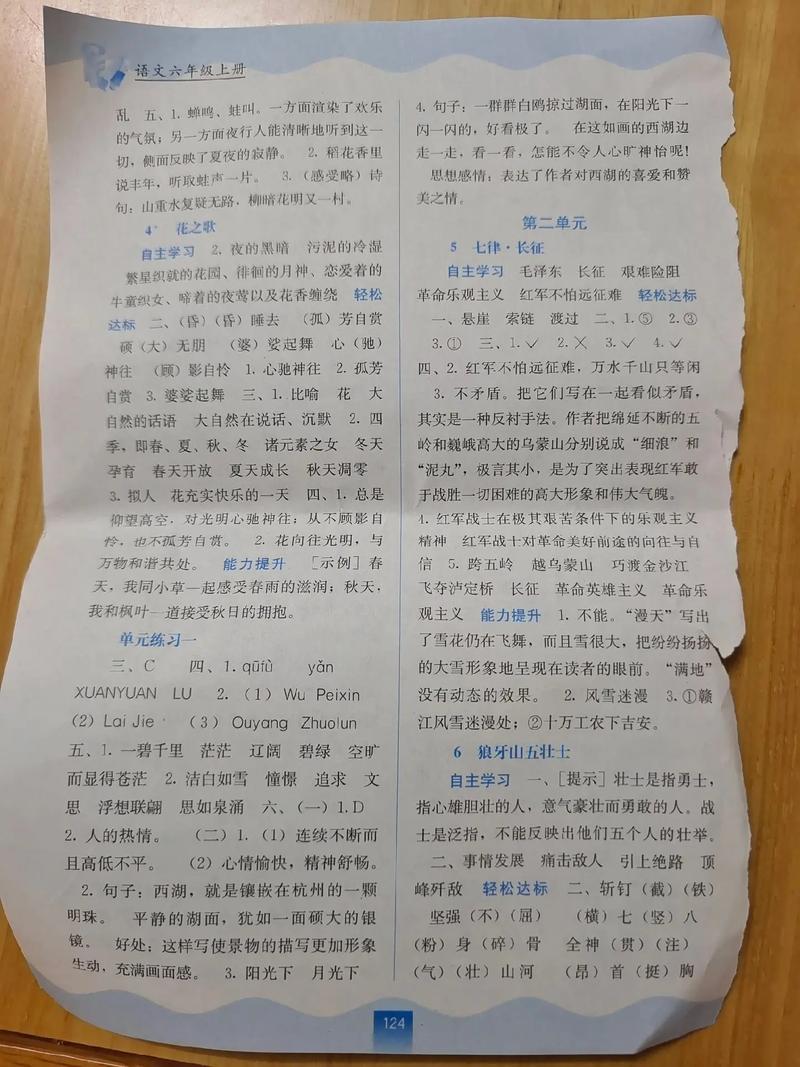 语文六年级上册
乱 五、1. 蝉鸣、蛙叫。一方面渲染了欢乐
的气氛；另一方面夜行人能清晰地听到这一
切，侧面反映了夏夜的寂静。 2. 稻花香里
说丰年，听取蛙声一片。 3.（感受略）诗
句：山重水复疑无路，柳暗花明又一村。
4* 花之歌
自主学习 2. 夜的黑暗 污泥的冷湿
繁星织就的花园、徘徊的月神、恋爱着的
牛童织女、啼着的夜莺以及花香缠绕 轻松
达标 二、（昏）（昏）睡去 （孤）芳自赏
硕（大）无朋 （婆）娑起舞 心（驰）
神往 （顾）影自怜 1. 心驰神往 2. 孤芳
自赏 3. 婆娑起舞 三、1. 比喻 花 大
自然的话语 大自然在说话、沉默 2. 四
季，即春、夏、秋、冬 诸元素之女 冬天
孕育 春天开放 夏天成长 秋天凋零
3. 拟人 花充实快乐的一天 四、1. 总是
仰望高空，对光明心驰神往；从不顾影自
怜，也不孤芳自赏。 2. 花向往光明，与
万物和谐共处。 能力提升 ［示例］春
天，我同小草一起感受春雨的滋润；秋天，
我和枫叶一道接受秋日的拥抱。
单元练习一
三、C 四、1. qūfù yǎn
XUANYUAN LU 2.（1）Wu Peixin
（2）Lai Jie （3）Ouyang Zhuolun
五、1. 一碧千里 茫茫 辽阔 碧绿 空旷
而显得苍茫 2. 洁白如雪 憧憬 追求 文
思 浮想联翩 思如泉涌 六、（一）1. D
2. 人的热情。 （二）1.（1）连续不断而
且高低不平。 （2）心情愉快，精神舒畅。
2. 句子：西湖，就是镶嵌在杭州的一颗
明珠。 平静的湖面，犹如一面硕大的银
镜。 好处：这样写使景物的描写更加形象
生动，充满画面感。 3. 阳光下 月光下
4. 句子：一群群白鸥掠过湖面，在阳光下一
闪一闪的，好看极了。 在这如画的西湖边
走一走，看一看，怎能不令人心旷神怡呢！
思想感情：表达了作者对西湖的喜爱和赞
美之情。
第二单元
5 七律·长征
自主学习 毛泽东 长征 艰难险阻
革命乐观主义 红军不怕远征难 轻松达标
一、悬崖 索链 渡过 二、1.⑤ 2.③
3.① 三、1.✓ 2.✕ 3.✓ 4.✓
四、2. 红军不怕远征难，万水千山只等闲
3. 不矛盾。把它们写在一起看似矛盾，
其实是一种反衬手法。作者把绵延不断的五
岭和巍峨高大的乌蒙山分别说成“细浪”和
“泥丸”，极言其小，是为了突出表现红军敢
于战胜一切困难的高大形象和伟大气魄。
4. 红军战士在极其艰苦条件下的乐观主义
精神 红军战士对革命美好前途的向往与自
信 5. 跨五岭 越乌蒙山 巧渡金沙江
飞夺泸定桥 长征 革命英雄主义 革命乐
观主义 能力提升 1. 不能。“漫天”写出
了雪花仍在飞舞，而且雪很大，把纷纷扬扬
的大雪形象地呈现在读者的眼前。“满地”
没有动态的效果。 2. 风雪迷漫 3.①赣
江风雪迷漫处；②十万工农下吉安。
6 狼牙山五壮士
自主学习 一、［提示］壮士是指勇士，
指心雄胆壮的人，意气豪壮而勇敢的人。战
士是泛指，不能反映出他们五个人的壮举。
二、事情发展 痛击敌人 引上绝路 顶
峰歼敌 轻松达标 二、斩钉（截）（铁）
坚强（不）（屈） （横）七（竖）八
（粉）身（碎）骨 全神（贯）（注）
（气）（壮）山河 （昂）首（挺）胸
124